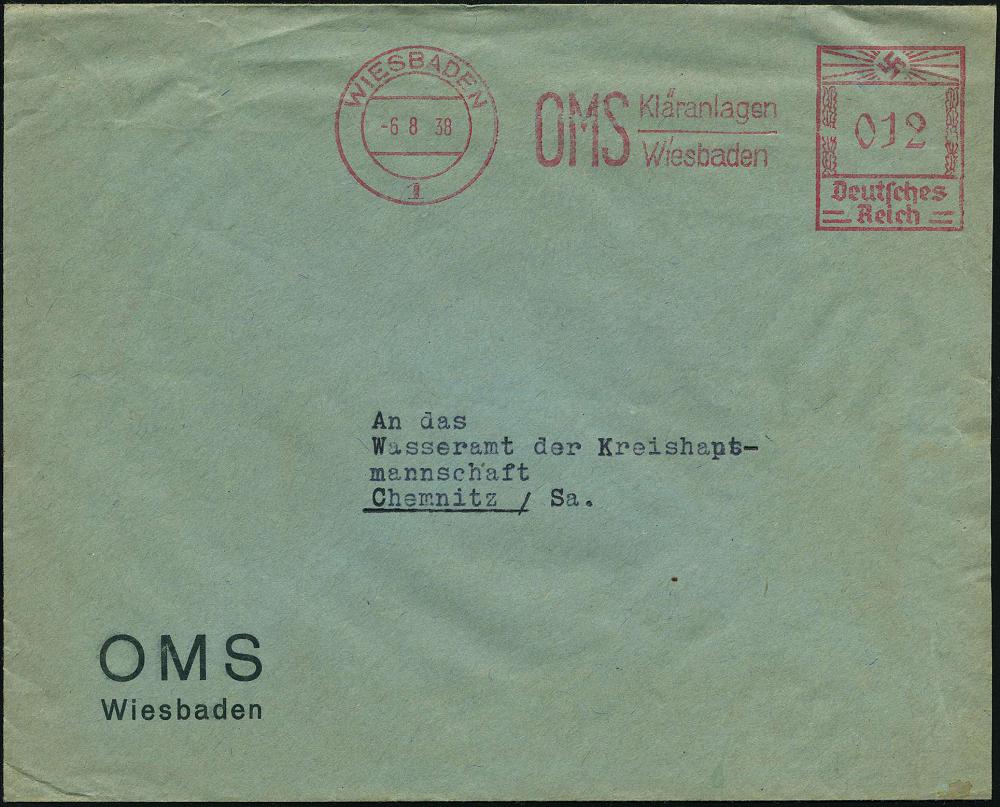 WIESBADEN
-6 8 38
1
OMS Kläranlagen
Wiesbaden
012
Deutsches
Reich
An das
Wasseramt der Kreishapt-
mannschaft
Chemnitz / Sa.
OMS
Wiesbaden